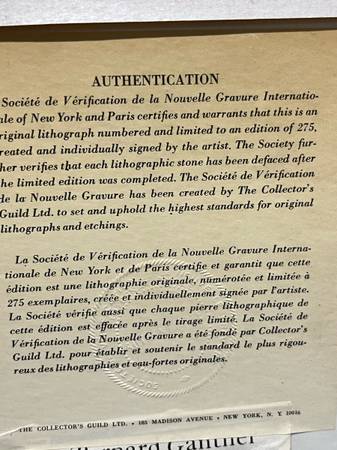 AUTHENTICATION
Société de Vérification de la Nouvelle Gravure Internatio-
ale of New York and Paris certifies and warrants that this is an
riginal lithograph numbered and limited to an edition of 275,
reated and individually signed by the artist. The Society fur-
her verifies that each lithographic stone has been defaced after
he limited edition was completed. The Société de Vérification
de la Nouvelle Gravure has been created by The Collector's
Guild Ltd. to set and uphold the highest standards for original
lithographs and etchings.
La Société de Vérification de la Nouvelle Gravure Interna-
tionale de New York et de Paris certifie et garantit que cette
édition est une lithographie originale, numérotée et limitée à
275 exemplaires, créée et individuellement signée par l'artiste.
La Société vérifie aussi que chaque pierre lithographique de
cette édition est effacée après le tirage limité. La Société de
Vérification de la Nouvelle Gravure a été fondé par Collector's
Guild Ltd. pour établir et soutenir le standard le plus rigou-
reux des lithographies et eau-fortes originales.
THE COLLECTOR'S GUILD LTD. • 185 MADISON AVENUE • NEW YORK, N. Y 10016
Bernard Ganther